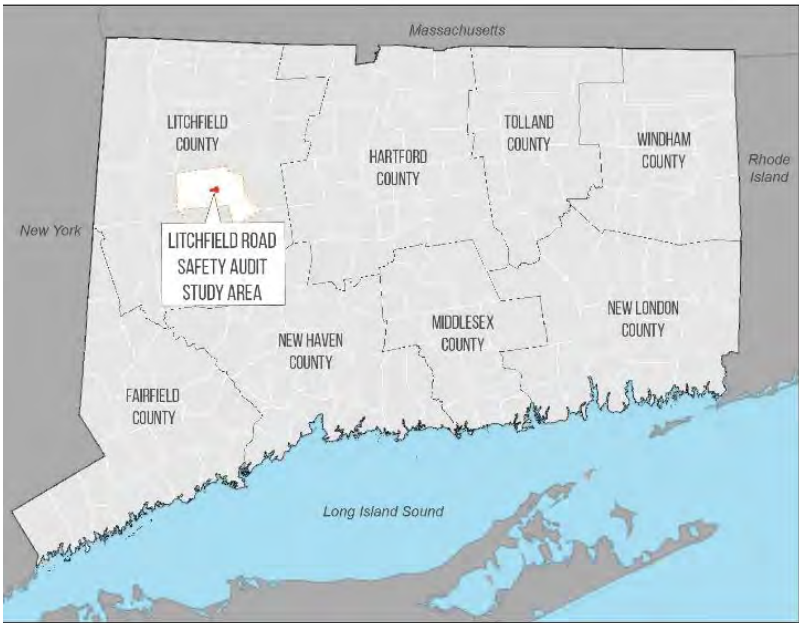 Massachusetts
LITCHFIELD
COUNTY
HARTFORD
COUNTY
TOLLAND
COUNTY
WINDHAM
COUNTY
Rhode
Island
New York
LITCHFIELD ROAD
SAFETY AUDIT
STUDY AREA
NEW HAVEN
COUNTY
MIDDLESEX
COUNTY
NEW LONDON
COUNTY
FAIRFIELD
COUNTY
Long Island Sound